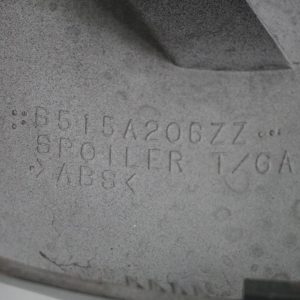 6515A206ZZ
SPOILER T/GA
>ABS<